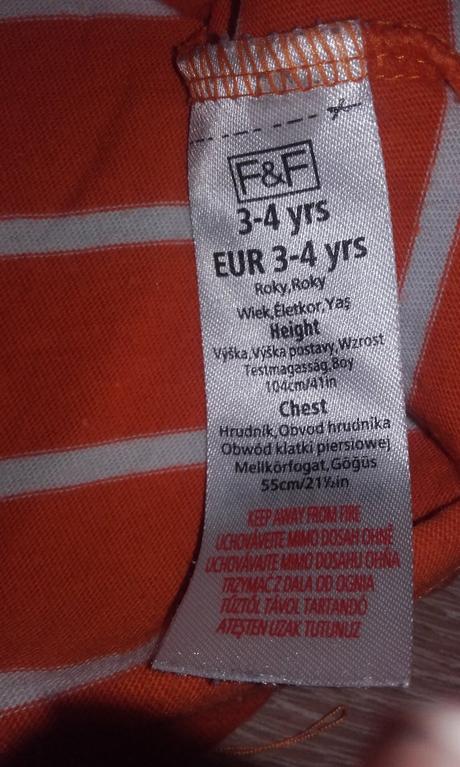 F&F
3-4 yrs
EUR 3-4 yrs
Roky,Roky
Wiek,Életkor,Yaş
Height
Výška,Výška postavy,Wzrost
Testmagasság,Boy
104cm/41in
Chest
Hrudník,Obvod hrudníka
Obwód klatki piersiowej
Mellkörfogat,Göğüs
55cm/21½in
KEEP AWAY FROM FIRE
UCHOVÁVEJTE MIMO DOSAH OHNĚ
UCHOVÁVAJTE MIMO DOSAHU OHŇA
TRZYMAĆ Z DALA OD OGNIA
TŰZTŐL TÁVOL TARTANDÓ
ATEŞTEN UZAK TUTUNUZ